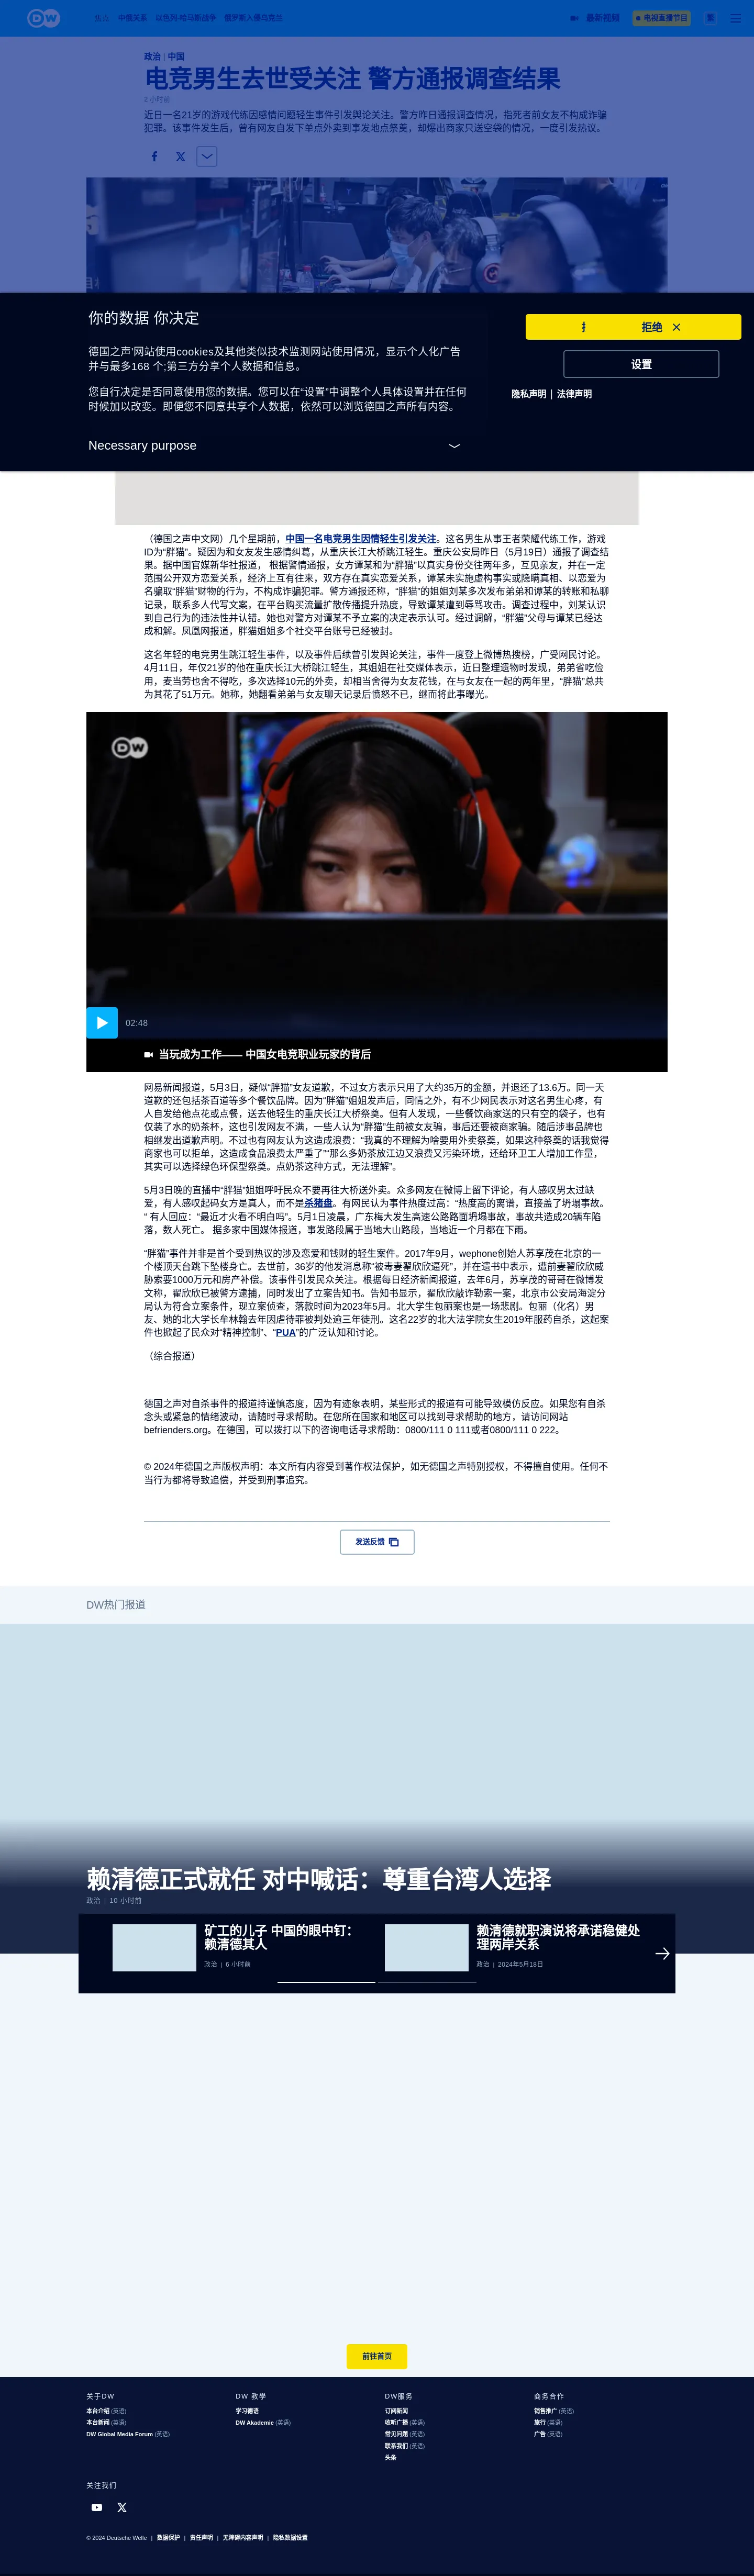 DW
焦点 中俄关系 以色列-哈马斯战争 俄罗斯入侵乌克兰
最新视频
电视直播节目
繁
政治 | 中国
电竞男生去世受关注 警方通报调查结果
2 小时前
近日一名21岁的游戏代练因感情问题轻生事件引发舆论关注。警方昨日通报调查情况，指死者前女友不构成诈骗
犯罪。该事件发生后，曾有网友自发下单点外卖到事发地点祭奠，却爆出商家只送空袋的情况，一度引发热议。
你的数据 你决定
德国之声'网站使用cookies及其他类似技术监测网站使用情况，显示个人化广告
并与最多168 个;第三方分享个人数据和信息。
您自行决定是否同意使用您的数据。您可以在“设置”中调整个人具体设置并在任何
时候加以改变。即便您不同意共享个人数据，依然可以浏览德国之声所有内容。
Necessary purpose
拒绝
设置
隐私声明 | 法律声明
（德国之声中文网）几个星期前，中国一名电竞男生因情轻生引发关注。这名男生从事王者荣耀代练工作，游戏
ID为“胖猫”。疑因为和女友发生感情纠葛，从重庆长江大桥跳江轻生。重庆公安局昨日（5月19日）通报了调查结
果。据中国官媒新华社报道， 根据警情通报，女方谭某和为“胖猫“以真实身份交往两年多，互见亲友，并在一定
范围公开双方恋爱关系，经济上互有往来，双方存在真实恋爱关系，谭某未实施虚构事实或隐瞒真相、以恋爱为
名骗取“胖猫”财物的行为，不构成诈骗犯罪。警方通报还称，“胖猫”的姐姐刘某多次发布弟弟和谭某的转账和私聊
记录，联系多人代写文案，在平台购买流量扩散传播提升热度，导致谭某遭到辱骂攻击。调查过程中，刘某认识
到自己行为的违法性并认错。她也对警方对谭某不予立案的决定表示认可。经过调解，“胖猫”父母与谭某已经达
成和解。凤凰网报道，胖猫姐姐多个社交平台账号已经被封。
这名年轻的电竞男生跳江轻生事件，以及事件后续曾引发舆论关注，事件一度登上微博热搜榜，广受网民讨论。
4月11日，年仅21岁的他在重庆长江大桥跳江轻生，其姐姐在社交媒体表示，近日整理遗物时发现，弟弟省吃俭
用，麦当劳也舍不得吃，多次选择10元的外卖，却相当舍得为女友花钱，在与女友在一起的两年里，“胖猫”总共
为其花了51万元。她称，她翻看弟弟与女友聊天记录后愤怒不已，继而将此事曝光。
DW
02:48
当玩成为工作—— 中国女电竞职业玩家的背后
网易新闻报道，5月3日，疑似“胖猫”女友道歉，不过女方表示只用了大约35万的金额，并退还了13.6万。同一天
道歉的还包括茶百道等多个餐饮品牌。因为“胖猫”姐姐发声后，同情之外，有不少网民表示对这名男生心疼，有
人自发给他点花或点餐，送去他轻生的重庆长江大桥祭奠。但有人发现，一些餐饮商家送的只有空的袋子，也有
仅装了水的奶茶杯，这也引发网友不满，一些人认为“胖猫”生前被女友骗，事后还要被商家骗。随后涉事品牌也
相继发出道歉声明。不过也有网友认为这造成浪费：“我真的不理解为啥要用外卖祭奠，如果这种祭奠的话我觉得
商家也可以拒单，这造成食品浪费太严重了”“那么多奶茶放江边又浪费又污染环境，还给环卫工人增加工作量，
其实可以选择绿色环保型祭奠。点奶茶这种方式，无法理解”。
5月3日晚的直播中“胖猫”姐姐呼吁民众不要再往大桥送外卖。众多网友在微博上留下评论，有人感叹男太过缺
爱，有人感叹起码女方是真人，而不是杀猪盘。有网民认为事件热度过高：“热度高的离谱，直接盖了坍塌事故。
“ 有人回应：“最近才火看不明白吗”。5月1日凌晨，广东梅大发生高速公路路面坍塌事故，事故共造成20辆车陷
落，数人死亡。 据多家中国媒体报道，事发路段属于当地大山路段，当地近一个月都在下雨。
“胖猫”事件并非是首个受到热议的涉及恋爱和钱财的轻生案件。2017年9月，wephone创始人苏享茂在北京的一
个楼顶天台跳下坠楼身亡。去世前，36岁的他发消息称“被毒妻翟欣欣逼死”，并在遗书中表示，遭前妻翟欣欣威
胁索要1000万元和房产补偿。该事件引发民众关注。根据每日经济新闻报道，去年6月，苏享茂的哥哥在微博发
文称，翟欣欣已被警方逮捕，同时发出了立案告知书。告知书显示，翟欣欣敲诈勒索一案，北京市公安局海淀分
局认为符合立案条件，现立案侦查，落款时间为2023年5月。北大学生包丽案也是一场悲剧。包丽（化名）男
友、她的北大学长牟林翰去年因虐待罪被判处逾三年徒刑。这名22岁的北大法学院女生2019年服药自杀，这起案
件也掀起了民众对“精神控制”、“PUA”的广泛认知和讨论。
（综合报道）
德国之声对自杀事件的报道持谨慎态度，因为有迹象表明，某些形式的报道有可能导致模仿反应。如果您有自杀
念头或紧急的情绪波动，请随时寻求帮助。在您所在国家和地区可以找到寻求帮助的地方，请访问网站
befrienders.org。在德国，可以拨打以下的咨询电话寻求帮助：0800/111 0 111或者0800/111 0 222。
© 2024年德国之声版权声明：本文所有内容受到著作权法保护，如无德国之声特别授权，不得擅自使用。任何不
当行为都将导致追偿，并受到刑事追究。
发送反馈
DW热门报道
赖清德正式就任 对中喊话：尊重台湾人选择
政治 | 10 小时前
矿工的儿子 中国的眼中钉：
赖清德其人
政治 | 6 小时前
赖清德就职演说将承诺稳健处
理两岸关系
政治 | 2024年5月18日
前往首页
关于DW
本台介绍 (英语)
本台新闻 (英语)
DW Global Media Forum (英语)
DW 教学
学习德语
DW Akademie (英语)
DW服务
订阅新闻
收听广播 (英语)
常见问题 (英语)
联系我们 (英语)
头条
商务合作
销售推广 (英语)
旅行 (英语)
广告 (英语)
关注我们
© 2024 Deutsche Welle | 数据保护 | 责任声明 | 无障碍内容声明 | 隐私数据设置